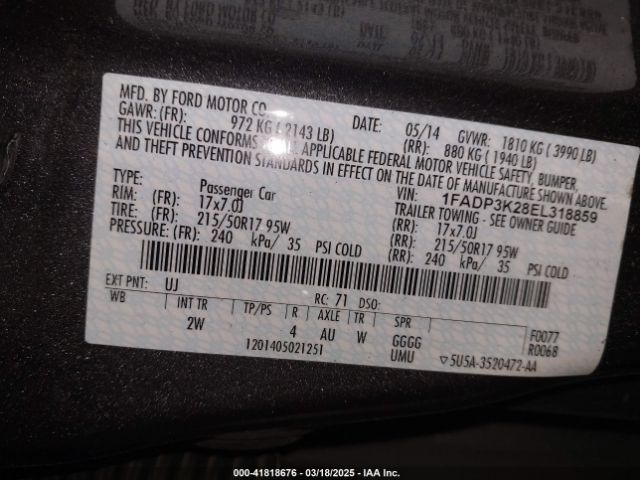 MFD. BY FORD MOTOR CO.
DATE: 05/14 GVWR: 1810 KG ( 3990 LB)
GAWR: (FR): 972 KG ( 2143 LB) (RR): 880 KG ( 1940 LB)
THIS VEHICLE CONFORMS TO ALL APPLICABLE FEDERAL MOTOR VEHICLE SAFETY, BUMPER,
AND THEFT PREVENTION STANDARDS IN EFFECT ON THE DATE OF MANUFACTURE SHOWN ABOVE.
VIN: 1FADP3K28EL318859
TYPE: Passenger Car TRAILER TOWING - SEE OWNER GUIDE
RIM: (FR): 17x7.0J (RR): 17x7.0J
TIRE: (FR): 215/50R17 95W (RR): 215/50R17 95W
PRESSURE: (FR): 240 kPa/ 35 PSI COLD (RR): 240 kPa/ 35 PSI COLD
EXT PNT: UJ RC: 71 DSO:
WB INT TR TP/PS R AXLE TR SPR F0077
2W 4 AU W GGGG R0068
1201405021251 UMU ▽5U5A-3520472-AA
000-41818676 — 03/18/2025 — IAA Inc.